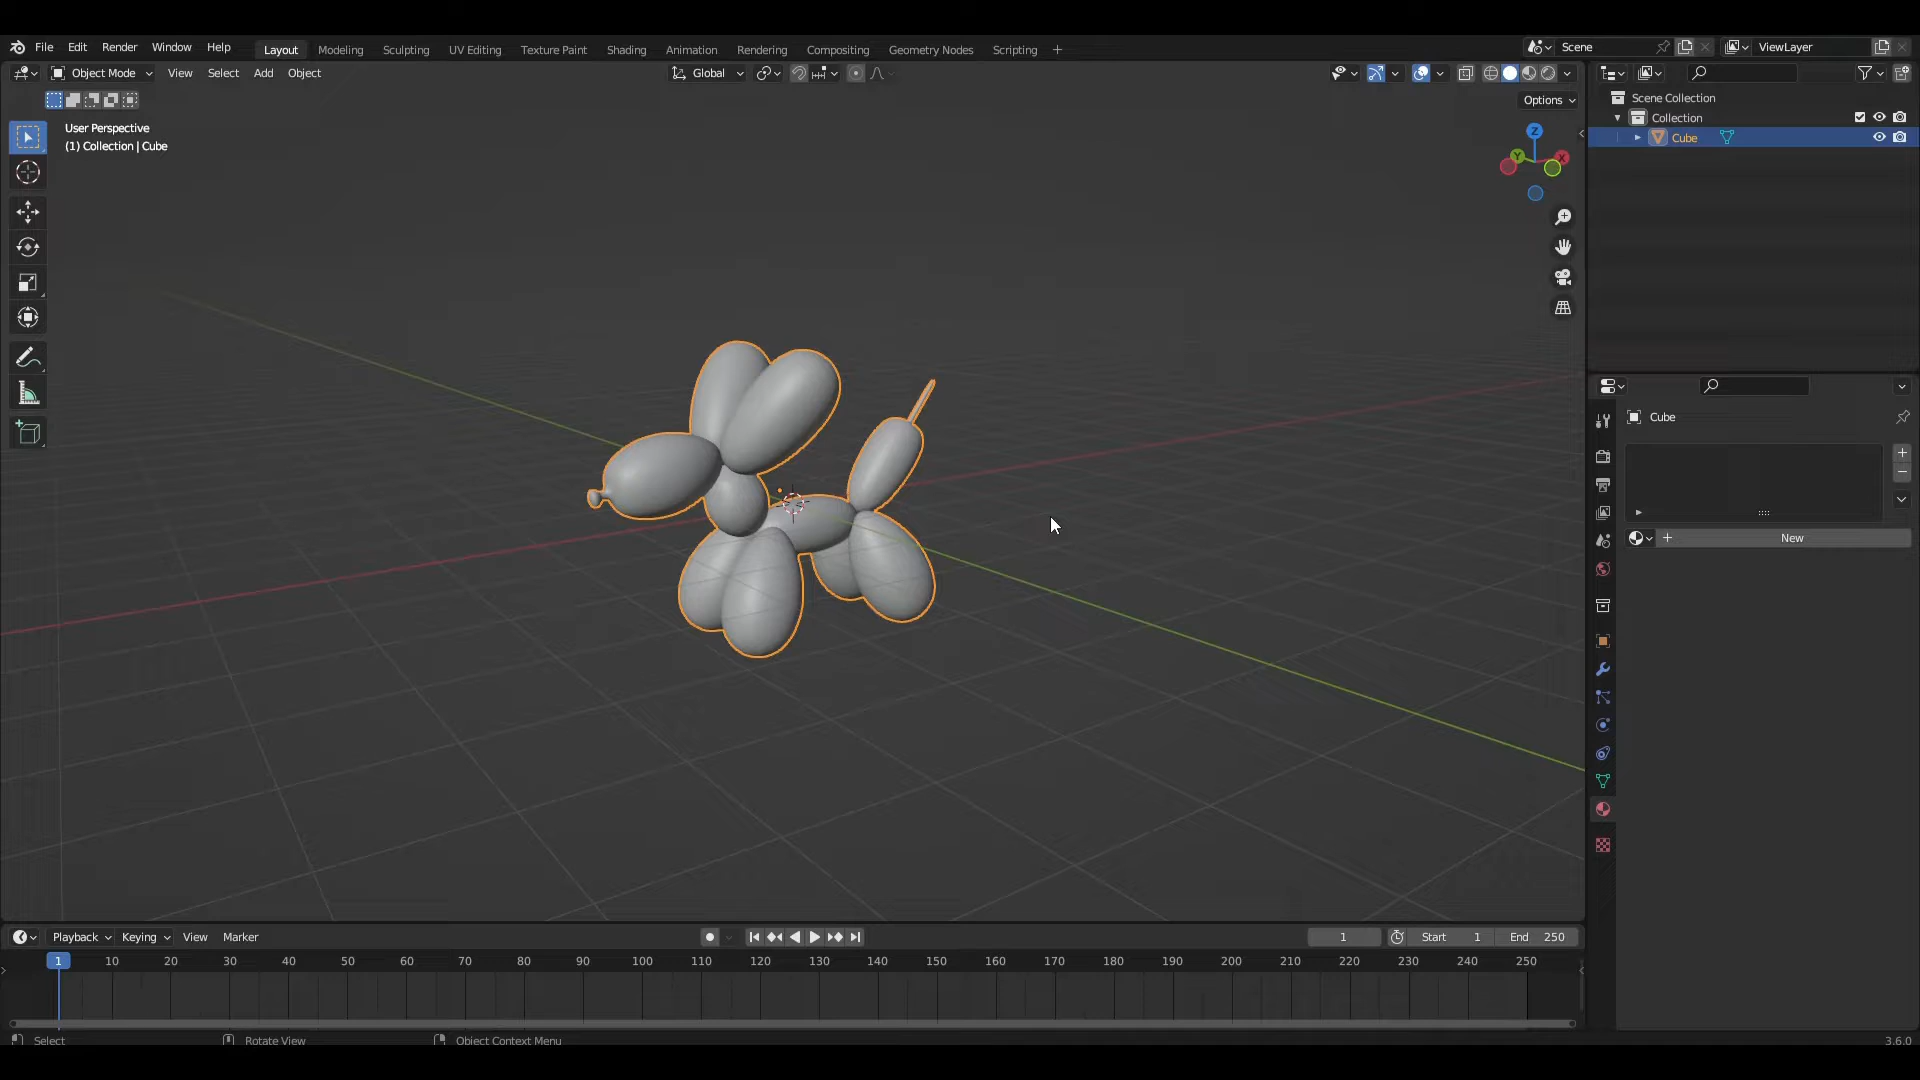 File Edit Render Window Help Layout Modeling Sculpting UV Editing Texture Paint Shading Animation Rendering Compositing Geometry Nodes Scripting + Scene ViewLayer
Object Mode View Select Add Object Global
Options
User Perspective
(1) Collection | Cube
Z
Y
X
Scene Collection
Collection
Cube
Cube
New
Playback Keying View Marker 1 Start 1 End 250
1 10 20 30 40 50 60 70 80 90 100 110 120 130 140 150 160 170 180 190 200 210 220 230 240 250
Select Rotate View Object Context Menu 3.6.0